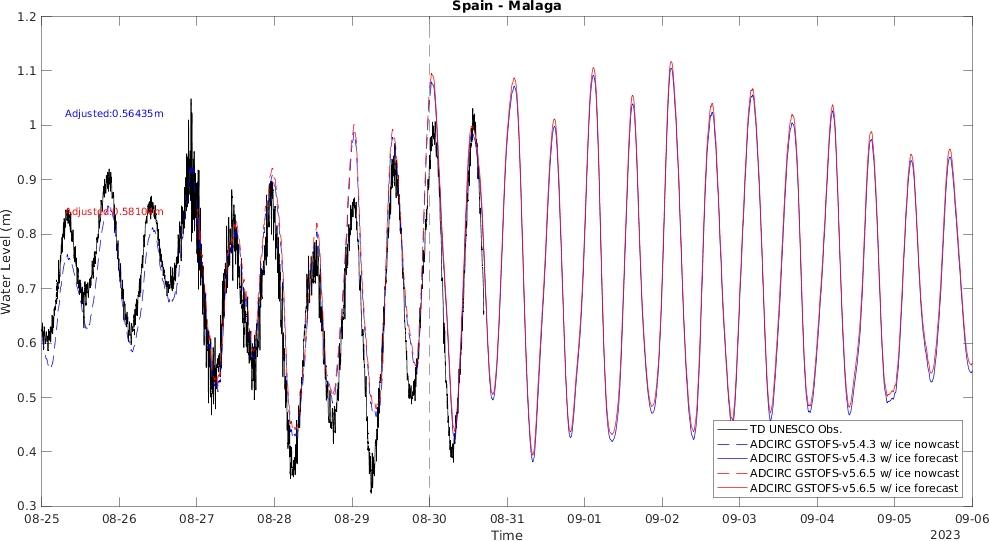 Spain - Malaga
1.2
1.1
1
0.9
0.8
0.7
0.6
0.5
0.4
0.3
Water Level (m)
Adjusted:0.56435m
08-25
08-26
08-27
08-28
08-29
08-30
08-31
09-01
09-02
09-03
09-04
09-05
09-06
2023
Time
TD UNESCO Obs.
ADCIRC GSTOFS-v5.4.3 w/ ice nowcast
ADCIRC GSTOFS-v5.4.3 w/ ice forecast
ADCIRC GSTOFS-v5.6.5 w/ ice nowcast
ADCIRC GSTOFS-v5.6.5 w/ ice forecast